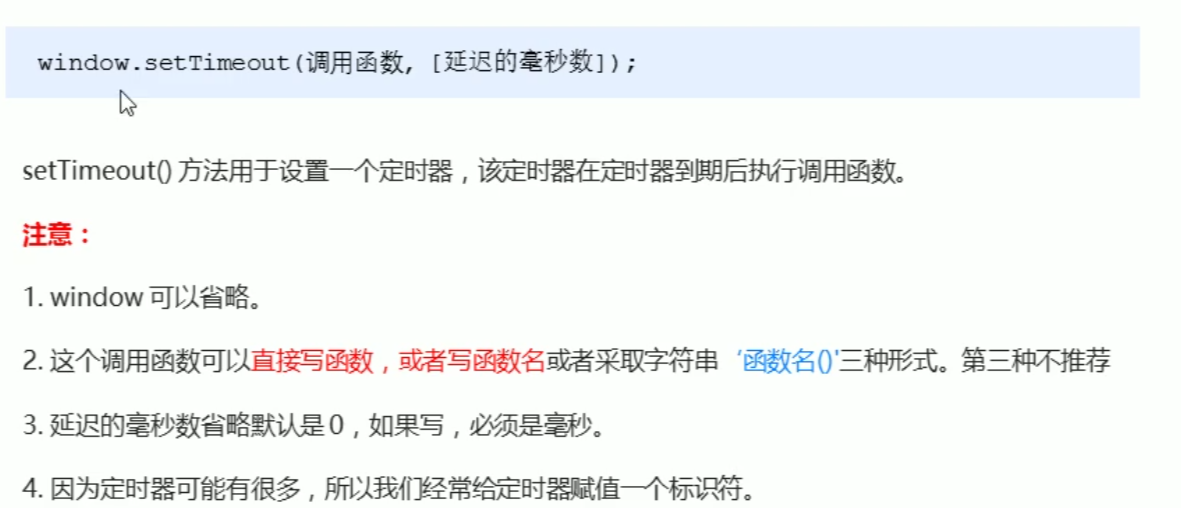 window.setTimeout(调用函数, [延迟的毫秒数]);
setTimeout() 方法用于设置一个定时器，该定时器在定时器到期后执行调用函数。
注意：
1. window 可以省略。
2. 这个调用函数可以直接写函数，或者写函数名或者采取字符串‘函数名()'三种形式。第三种不推荐
3. 延迟的毫秒数省略默认是 0，如果写，必须是毫秒。
4. 因为定时器可能有很多，所以我们经常给定时器赋值一个标识符。